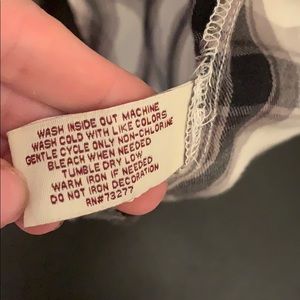 WASH INSIDE OUT MACHINE
WASH COLD WITH LIKE COLORS
GENTLE CYCLE ONLY NON-CHLORINE
BLEACH WHEN NEEDED
TUMBLE DRY LOW
WARM IRON IF NEEDED
DO NOT IRON DECORATION
RN#73277